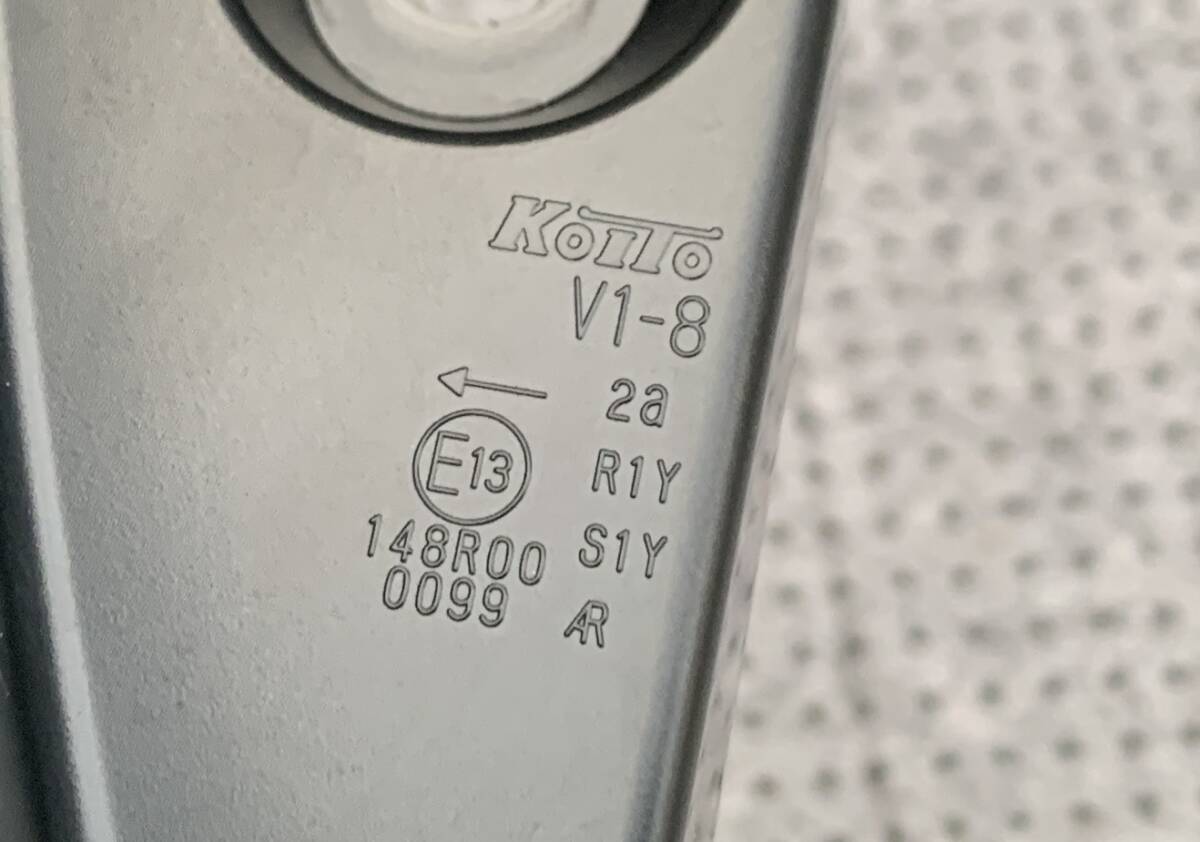 KOITO
V1-8
← 2a
E13 R1Y
148R00 S1Y
0099 AR